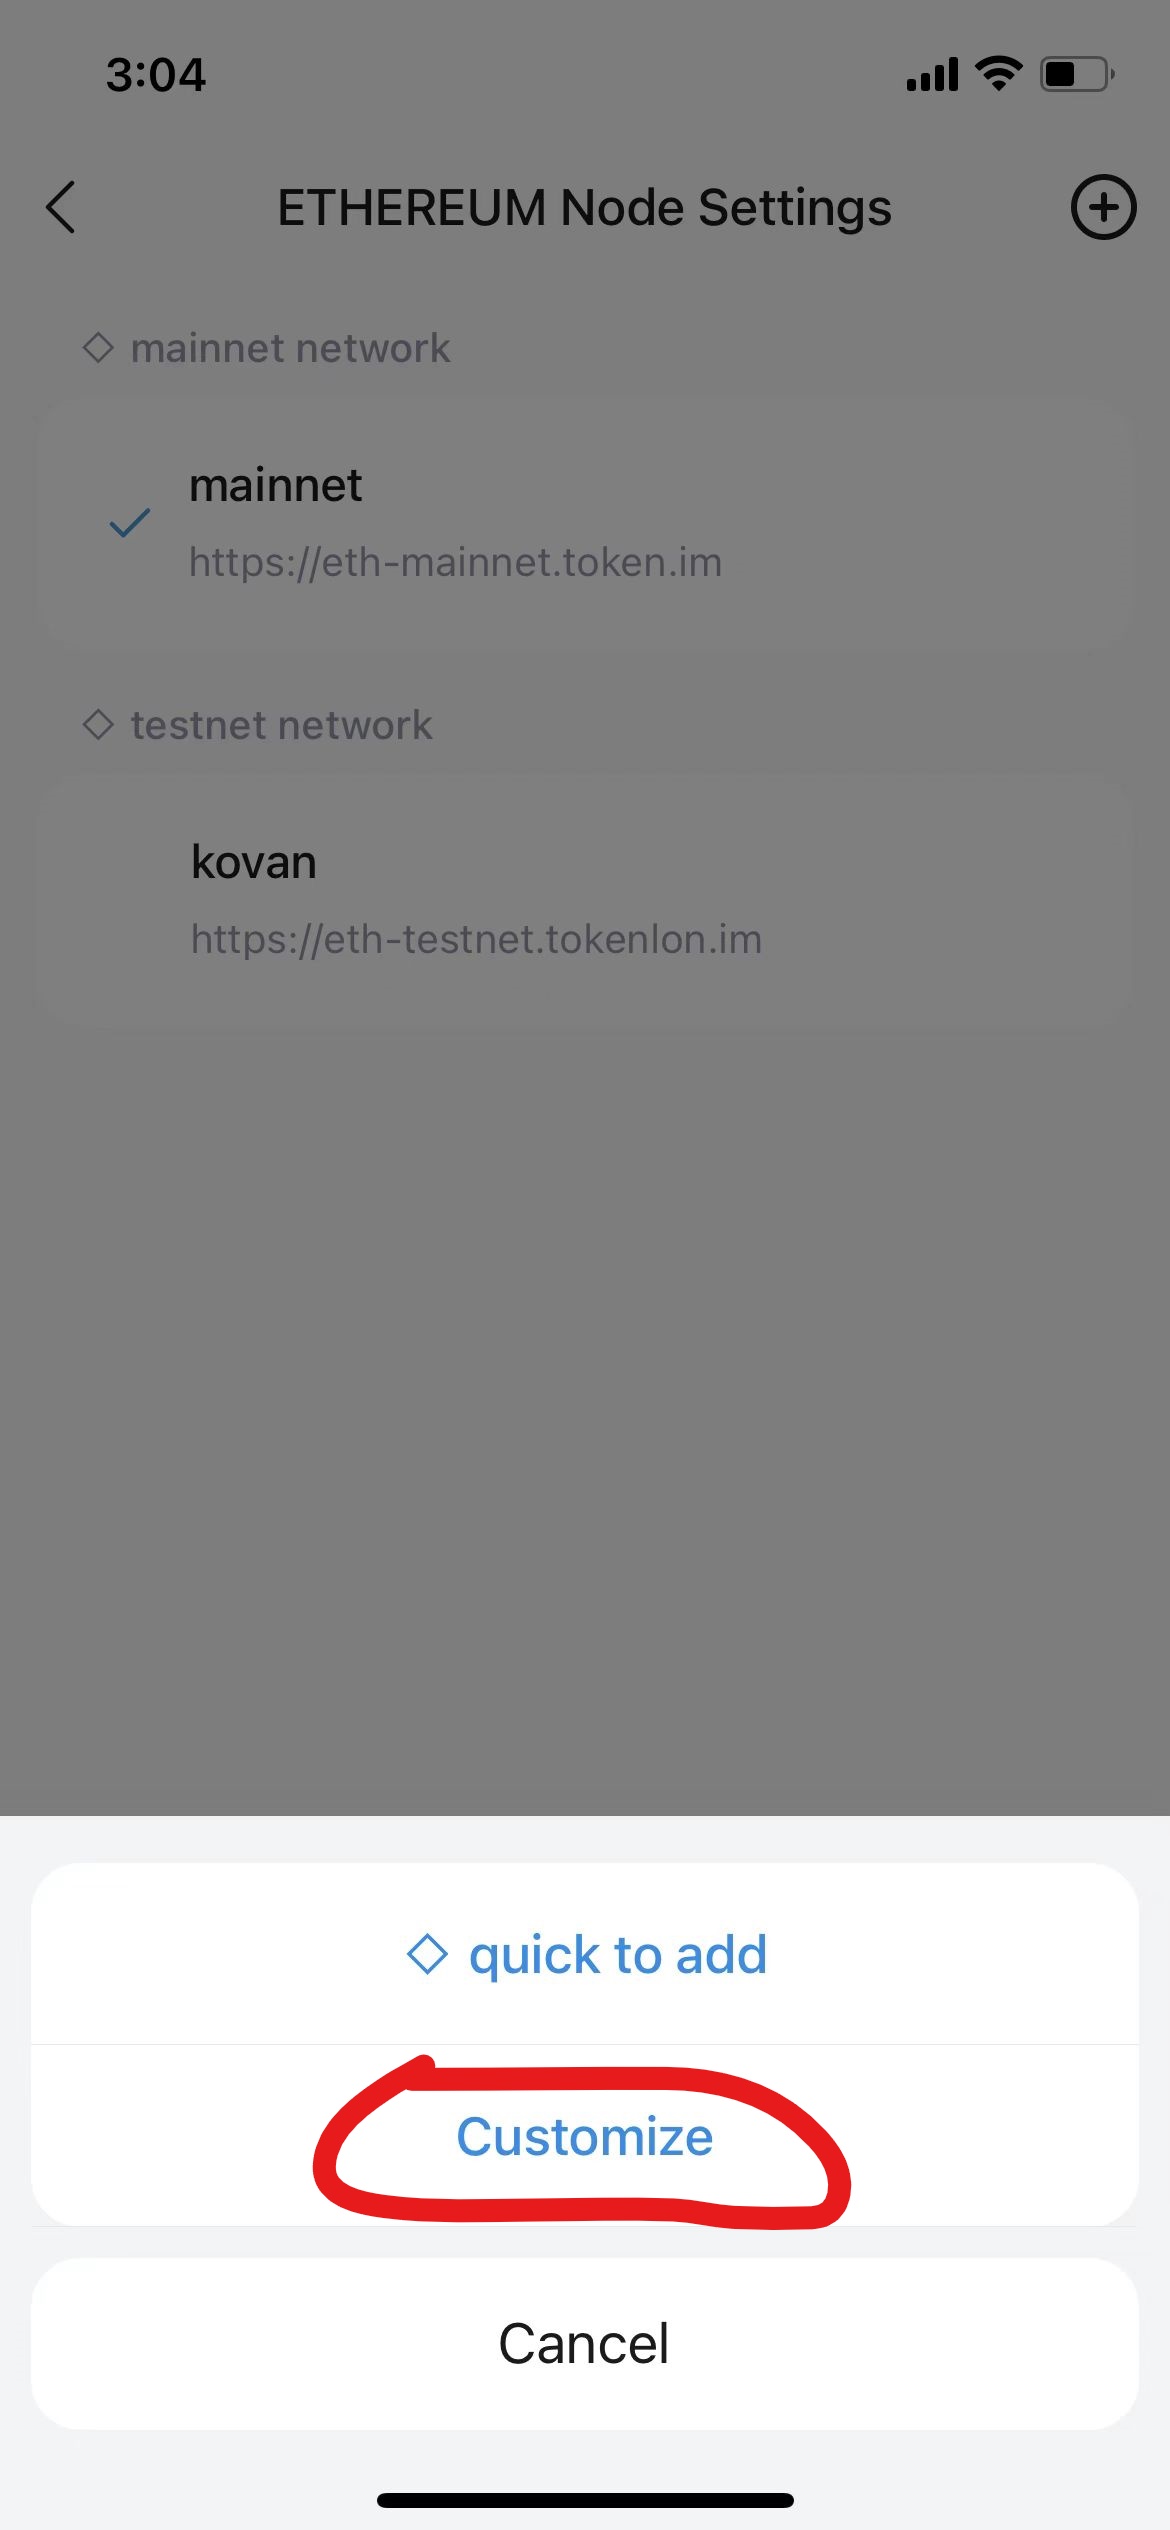 3:04
ETHEREUM Node Settings
mainnet network
mainnet
https://eth-mainnet.token.im
testnet network
kovan
https://eth-testnet.tokenlon.im
quick to add
Customize
Cancel